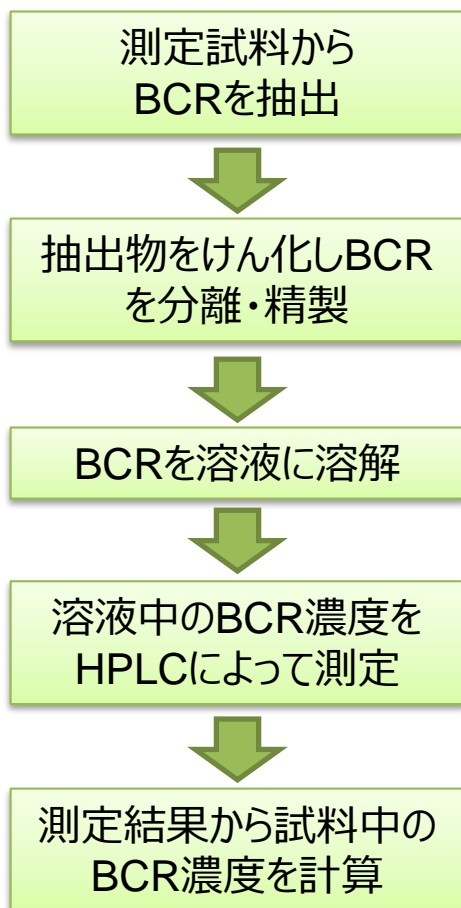 測定試料から
BCRを抽出
抽出物をけん化しBCR
を分離・精製
BCRを溶液に溶解
溶液中のBCR濃度を
HPLCによって測定
測定結果から試料中の
BCR濃度を計算